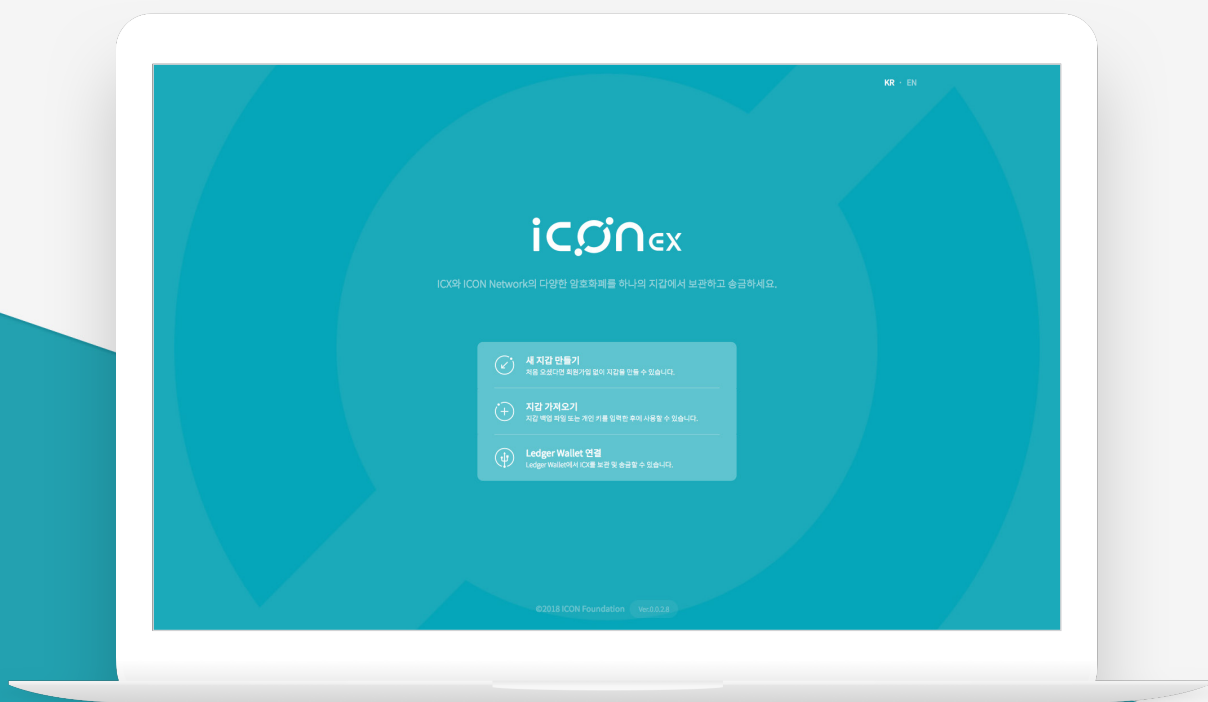 KR · EN
iconex
ICX와 ICON Network의 다양한 암호화폐를 하나의 지갑에서 보관하고 송금하세요.
새 지갑 만들기
처음 오셨다면 회원가입 없이 지갑을 만들 수 있습니다.
지갑 가져오기
지갑 백업 파일 또는 개인 키를 입력한 후에 사용할 수 있습니다.
Ledger Wallet 연결
Ledger Wallet에서 ICX를 보관 및 송금할 수 있습니다.
©2018 ICON Foundation Ver.0.0.2.8